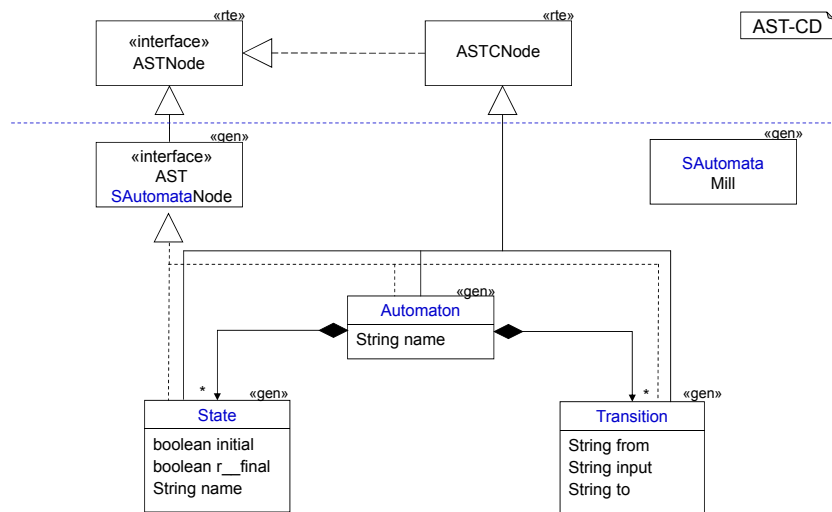 «rte»
«interface»
ASTNode
«rte»
ASTCNode
AST-CD
«gen»
«interface»
AST
SAutomataNode
«gen»
SAutomata
Mill
«gen»
Automaton
String name
*
«gen»
State
boolean initial
boolean r__final
String name
*
«gen»
Transition
String from
String input
String to